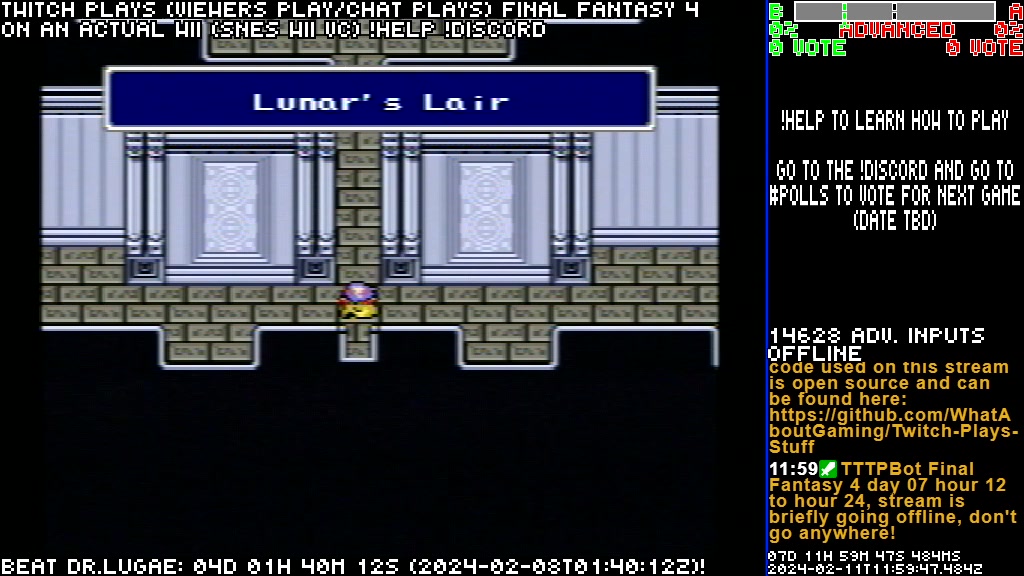 TWITCH PLAYS (VIEWERS PLAY/CHAT PLAYS) FINAL FANTASY 4
ON AN ACTUAL WII (SNES WII VC) !HELP !DISCORD
Lunar's Lair
BEAT DR.LUGAE: 04D 01H 40M 12S (2024-02-08T01:40:12Z)!
B A
0% ADVANCED 0%
0 VOTE 0 VOTE
!HELP TO LEARN HOW TO PLAY
GO TO THE !DISCORD AND GO TO
#POLLS TO VOTE FOR NEXT GAME
(DATE TBD)
14628 ADV. INPUTS
OFFLINE
code used on this stream
is open source and can
be found here:
https://github.com/WhatA
boutGaming/Twitch-Plays-
Stuff
11:59 TTTPBot Final
Fantasy 4 day 07 hour 12
to hour 24, stream is
briefly going offline, don't
go anywhere!
07D 11H 59M 47S 484MS
2024-02-11T11:59:47.484Z